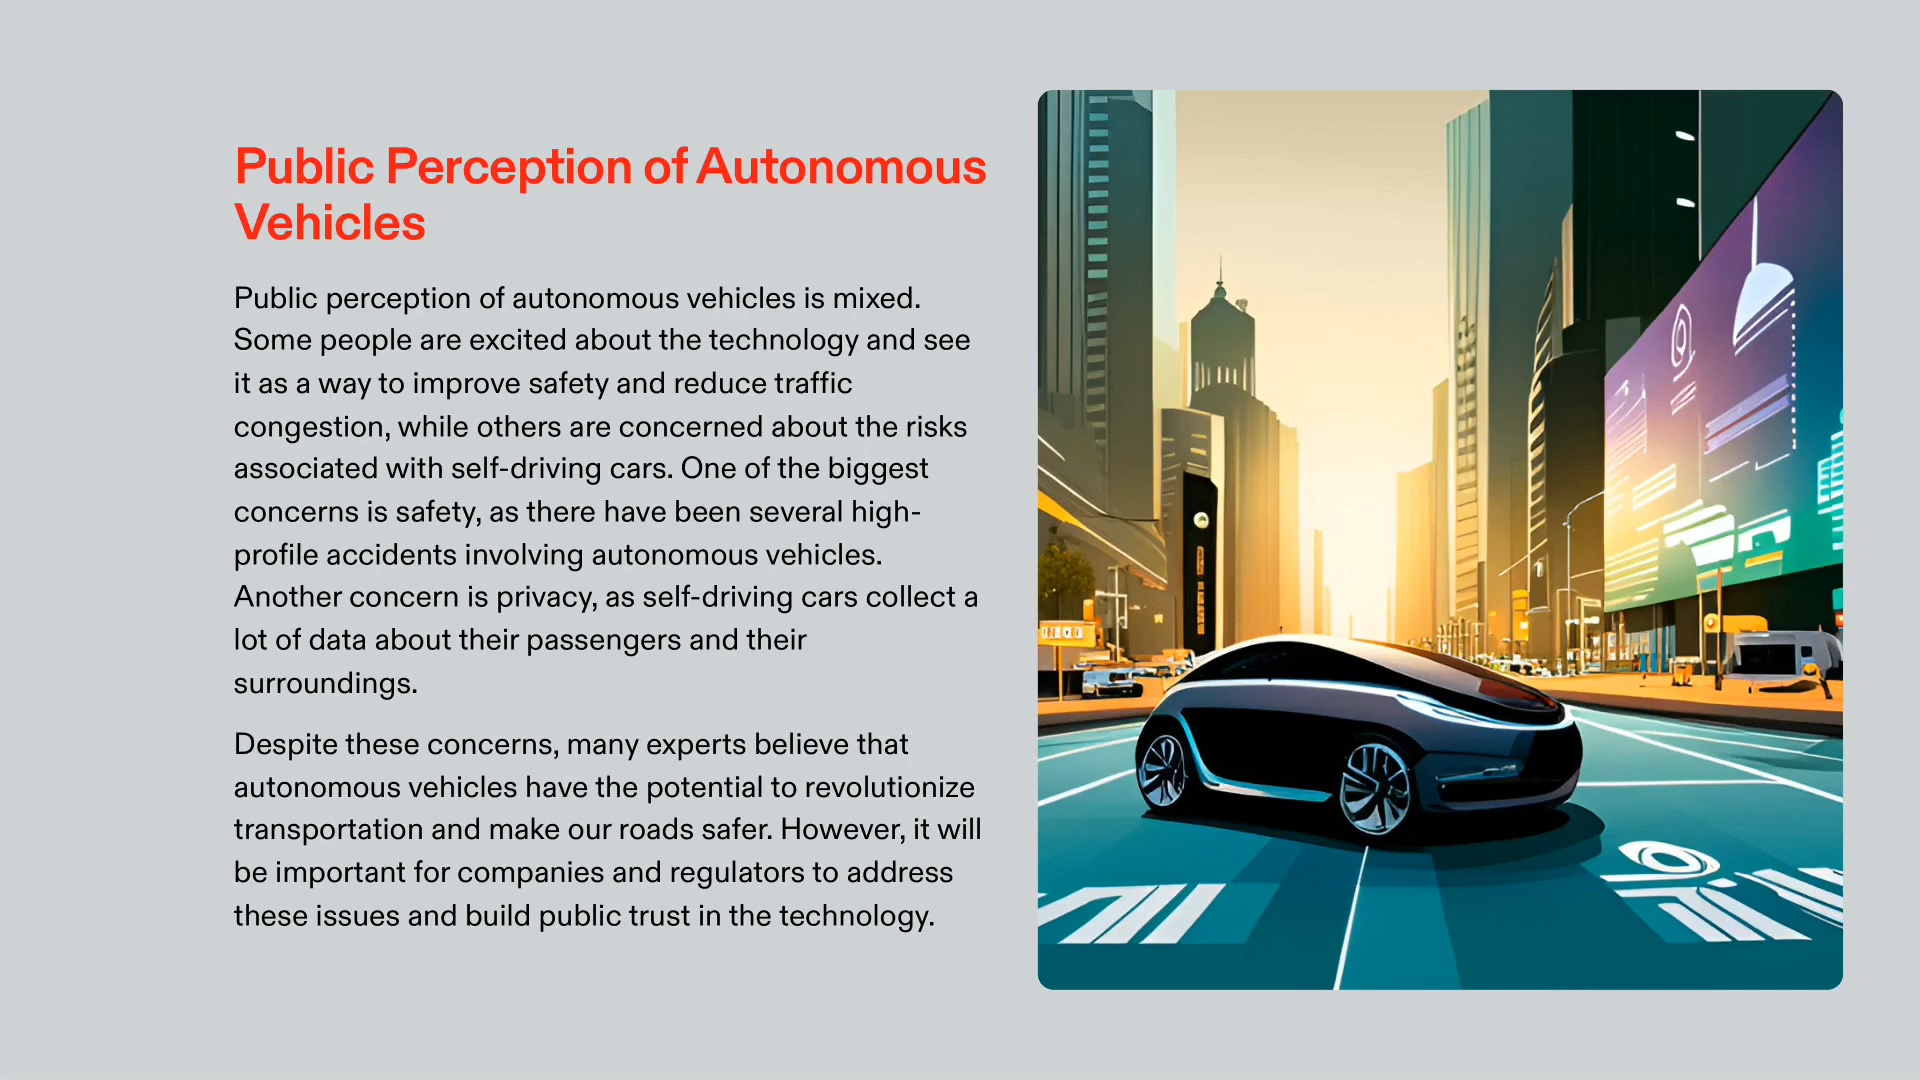 Public Perception of Autonomous
Vehicles
Public perception of autonomous vehicles is mixed.
Some people are excited about the technology and see
it as a way to improve safety and reduce traffic
congestion, while others are concerned about the risks
associated with self-driving cars. One of the biggest
concerns is safety, as there have been several high-
profile accidents involving autonomous vehicles.
Another concern is privacy, as self-driving cars collect a
lot of data about their passengers and their
surroundings.
Despite these concerns, many experts believe that
autonomous vehicles have the potential to revolutionize
transportation and make our roads safer. However, it will
be important for companies and regulators to address
these issues and build public trust in the technology.